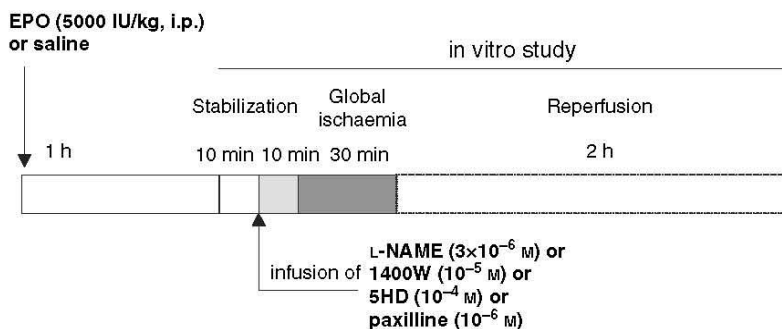 EPO (5000 IU/kg, i.p.)
or saline
in vitro study
Stabilization
Global
ischaemia
Reperfusion
1 h
10 min 10 min 30 min
2 h
infusion of
L-NAME (3×10⁻⁶ M) or
1400W (10⁻⁵ M) or
5HD (10⁻⁴ M) or
paxilline (10⁻⁶ M)